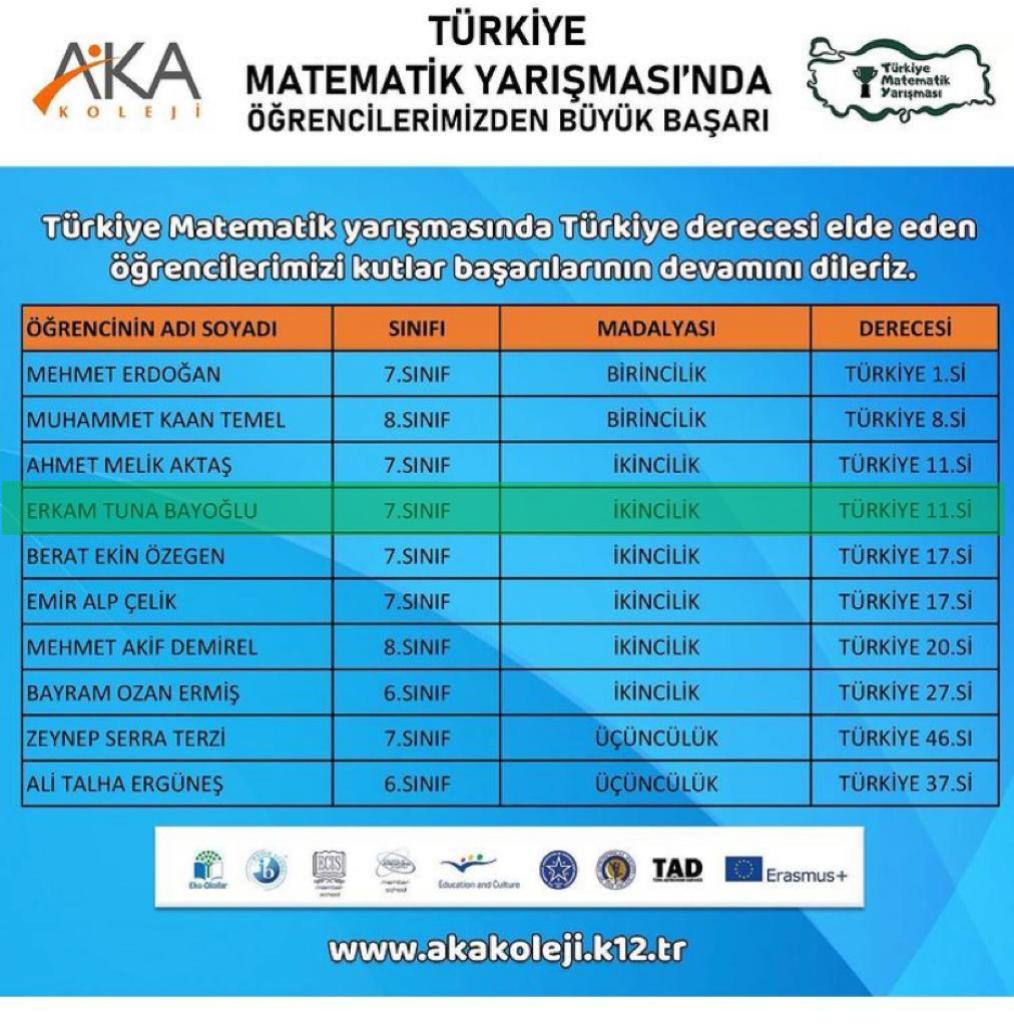 AKA
KOLEJİ
TÜRKİYE
MATEMATİK YARIŞMASI'NDA
ÖĞRENCİLERİMİZDEN BÜYÜK BAŞARI
Türkiye
Matematik
Yarışması
Türkiye Matematik yarışmasında Türkiye derecesi elde eden
öğrencilerimizi kutlar başarılarının devamını dileriz.
ÖĞRENCİNİN ADI SOYADI SINIFI MADALYASI DERECESİ
MEHMET ERDOĞAN 7.SINIF BİRİNCİLİK TÜRKİYE 1.Sİ
MUHAMMET KAAN TEMEL 8.SINIF BİRİNCİLİK TÜRKİYE 8.Sİ
AHMET MELİK AKTAŞ 7.SINIF İKİNCİLİK TÜRKİYE 11.Sİ
ERKAM TUNA BAYOĞLU 7.SINIF İKİNCİLİK TÜRKİYE 11.Sİ
BERAT EKİN ÖZEGEN 7.SINIF İKİNCİLİK TÜRKİYE 17.Sİ
EMİR ALP ÇELİK 7.SINIF İKİNCİLİK TÜRKİYE 17.Sİ
MEHMET AKİF DEMİREL 8.SINIF İKİNCİLİK TÜRKİYE 20.Sİ
BAYRAM OZAN ERMİŞ 6.SINIF İKİNCİLİK TÜRKİYE 27.Sİ
ZEYNEP SERRA TERZİ 7.SINIF ÜÇÜNCÜLÜK TÜRKİYE 46.SI
ALİ TALHA ERGÜNEŞ 6.SINIF ÜÇÜNCÜLÜK TÜRKİYE 37.Sİ
Eko-Okullar
ECIS
member
school
member
school
Education and Culture
TAD
Erasmus+
www.akakoleji.k12.tr